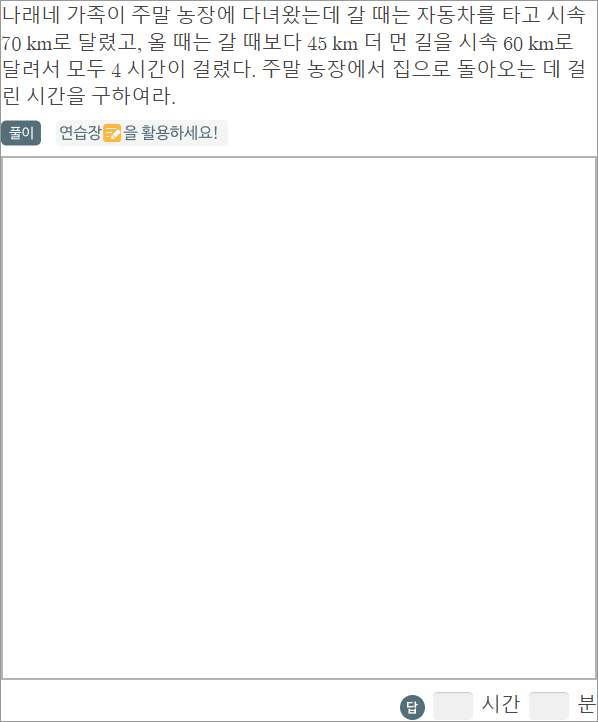 나래네 가족이 주말 농장에 다녀왔는데 갈 때는 자동차를 타고 시속
70 km로 달렸고, 올 때는 갈 때보다 45 km 더 먼 길을 시속 60 km로
달려서 모두 4 시간이 걸렸다. 주말 농장에서 집으로 돌아오는 데 걸
린 시간을 구하여라.
풀이 연습장을 활용하세요!
답 시간 분